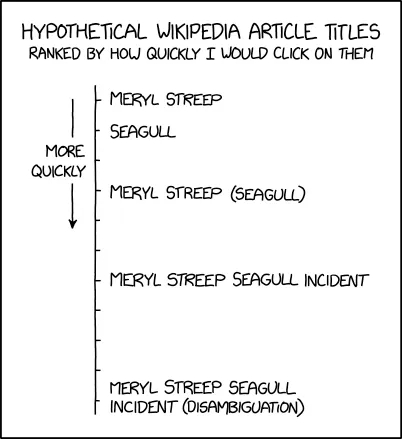 HYPOTHETICAL WIKIPEDIA ARTICLE TITLES
RANKED BY HOW QUICKLY I WOULD CLICK ON THEM
MORE
QUICKLY
MERYL STREEP
SEAGULL
MERYL STREEP (SEAGULL)
MERYL STREEP SEAGULL INCIDENT
MERYL STREEP SEAGULL
INCIDENT (DISAMBIGUATION)